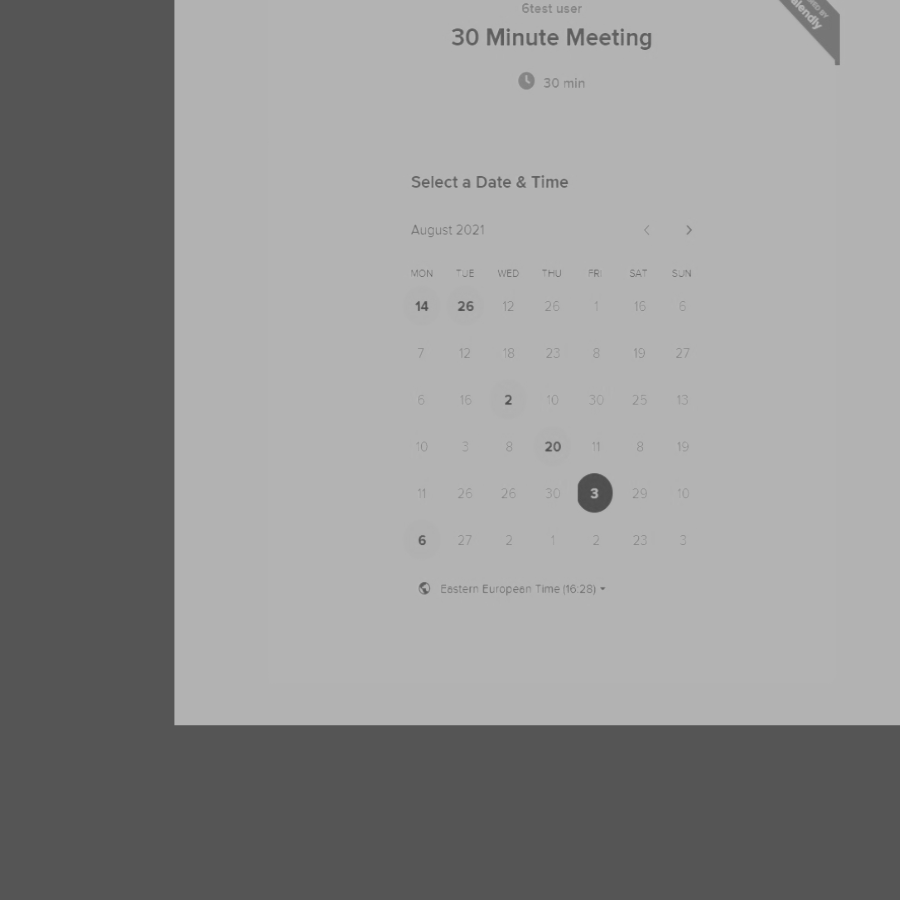 6test user
30 Minute Meeting
30 min
Select a Date & Time
August 2021
MON TUE WED THU FRI SAT SUN
14 26 12 26 1 16 6
7 12 18 23 8 19 27
6 16 2 10 30 25 13
10 3 8 20 11 8 19
11 26 26 30 3 29 10
6 27 2 1 2 23 3
Eastern European Time (16:28)